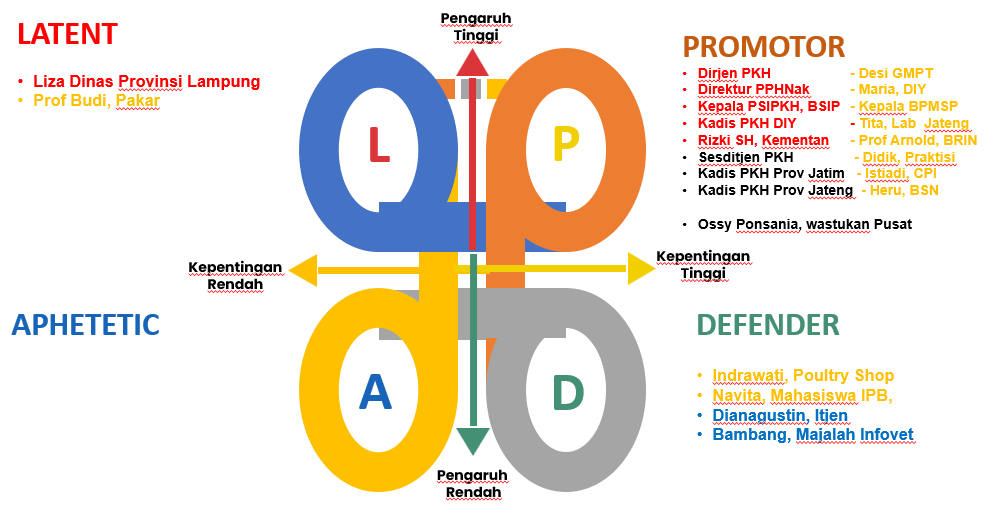 LATENT
• Liza Dinas Provinsi Lampung
• Prof Budi, Pakar
Pengaruh
Tinggi
PROMOTOR
• Dirjen PKH - Desi GMPT
• Direktur PPHNak - Maria, DIY
• Kepala PSIPKH, BSIP - Kepala BPMSP
• Kadis PKH DIY - Tita, Lab Jateng
• Rizki SH, Kementan - Prof Arnold, BRIN
• Sesditjen PKH - Didik, Praktisi
• Kadis PKH Prov Jatim - Istiadi, CPI
• Kadis PKH Prov Jateng - Heru, BSN
• Ossy Ponsania, wastukan Pusat
L
P
Kepentingan
Rendah
Kepentingan
Tinggi
APHETETIC
DEFENDER
A
D
• Indrawati, Poultry Shop
• Navita, Mahasiswa IPB,
• Dianagustin, Itjen
• Bambang, Majalah Infovet
Pengaruh
Rendah